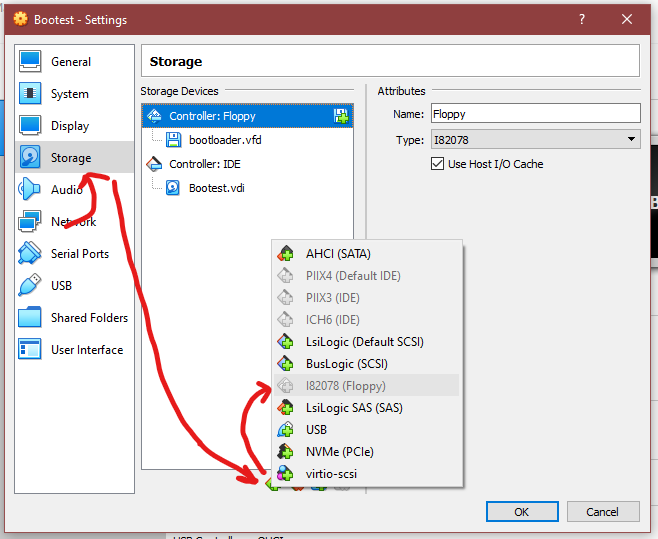 Bootest - Settings
?
General
System
Display
Storage
Audio
Network
Serial Ports
USB
Shared Folders
User Interface
Storage
Storage Devices
Controller: Floppy
bootloader.vfd
Controller: IDE
Bootest.vdi
Attributes
Name: Floppy
Type: I82078
Use Host I/O Cache
AHCI (SATA)
PIIX4 (Default IDE)
PIIX3 (IDE)
ICH6 (IDE)
LsiLogic (Default SCSI)
BusLogic (SCSI)
I82078 (Floppy)
LsiLogic SAS (SAS)
USB
NVMe (PCIe)
virtio-scsi
OK
Cancel